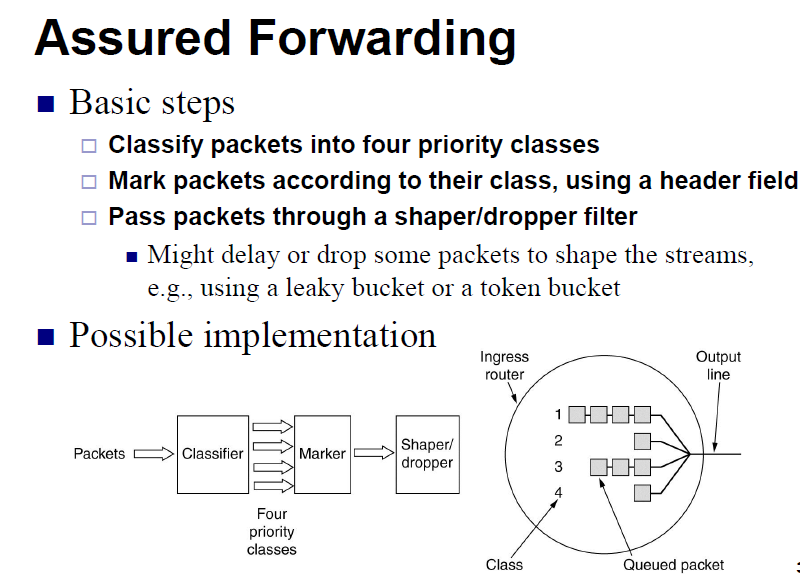 Assured Forwarding
Basic steps
Classify packets into four priority classes
Mark packets according to their class, using a header field
Pass packets through a shaper/dropper filter
Might delay or drop some packets to shape the streams,
e.g., using a leaky bucket or a token bucket
Possible implementation
Packets
Classifier
Marker
Shaper/
dropper
Four
priority
classes
Ingress
router
Output
line
1
2
3
4
Class
Queued packet